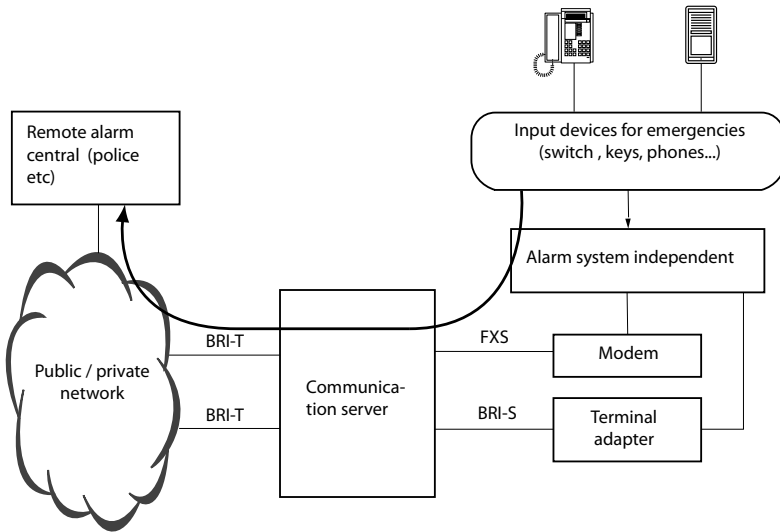 Remote alarm
central (police
etc)
Input devices for emergencies
(switch , keys, phones...)
Alarm system independent
BRI-T
FXS
Modem
Public / private
network
Communica-
tion server
BRI-T
BRI-S
Terminal
adapter